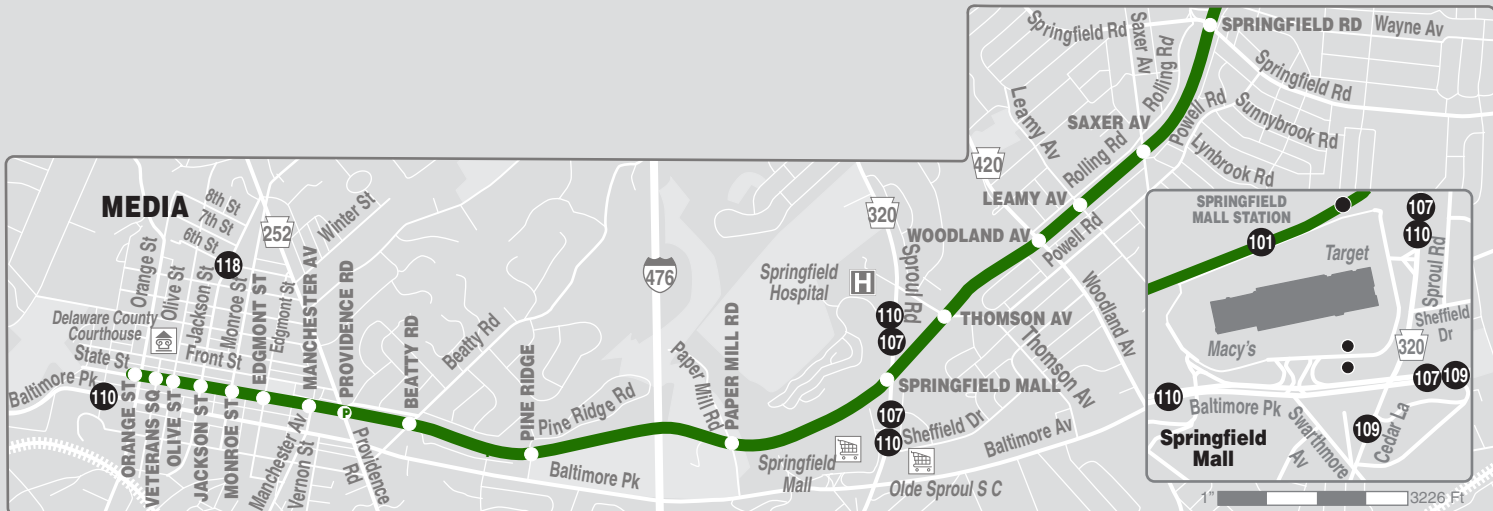 SPRINGFIELD RD
Wayne Av
Springfield Rd
Saxer Av
Rolling Rd
Springfield Rd
Leamy Av
Powell Rd
Sunnybrook Rd
SAXER AV
Lynbrook Rd
Rolling Rd
420
LEAMY AV
WOODLAND AV
Powell Rd
Woodland Av
320
Sproul Rd
Springfield
Hospital
H
110
107
THOMSON AV
Thomson Av
SPRINGFIELD MALL
107
110
Sheffield Dr
Baltimore Av
Springfield
Mall
Olde Sproul S C
MEDIA
8th St
7th St
6th St
252
Winter St
118
Orange St
Olive St
Jackson St
Monroe St
EDGMONT ST
Edgmont St
MANCHESTER AV
PROVIDENCE RD
BEATTY RD
Beatty Rd
476
Delaware County
Courthouse
State St
Front St
Baltimore Pk
110
P
ORANGE ST
VETERANS SQ
OLIVE ST
JACKSON ST
MONROE ST
Manchester Av
Vernon St
Providence
Rd
PINE RIDGE
Pine Ridge Rd
Baltimore Pk
Paper Mill Rd
PAPER MILL RD
SPRINGFIELD
MALL STATION
101
107
110
Target
Sproul Rd
Sheffield
Dr
320
Macy's
107
109
110
Baltimore Pk
Swarthmore
Av
109
Cedar La
Springfield
Mall
1"
3226 Ft